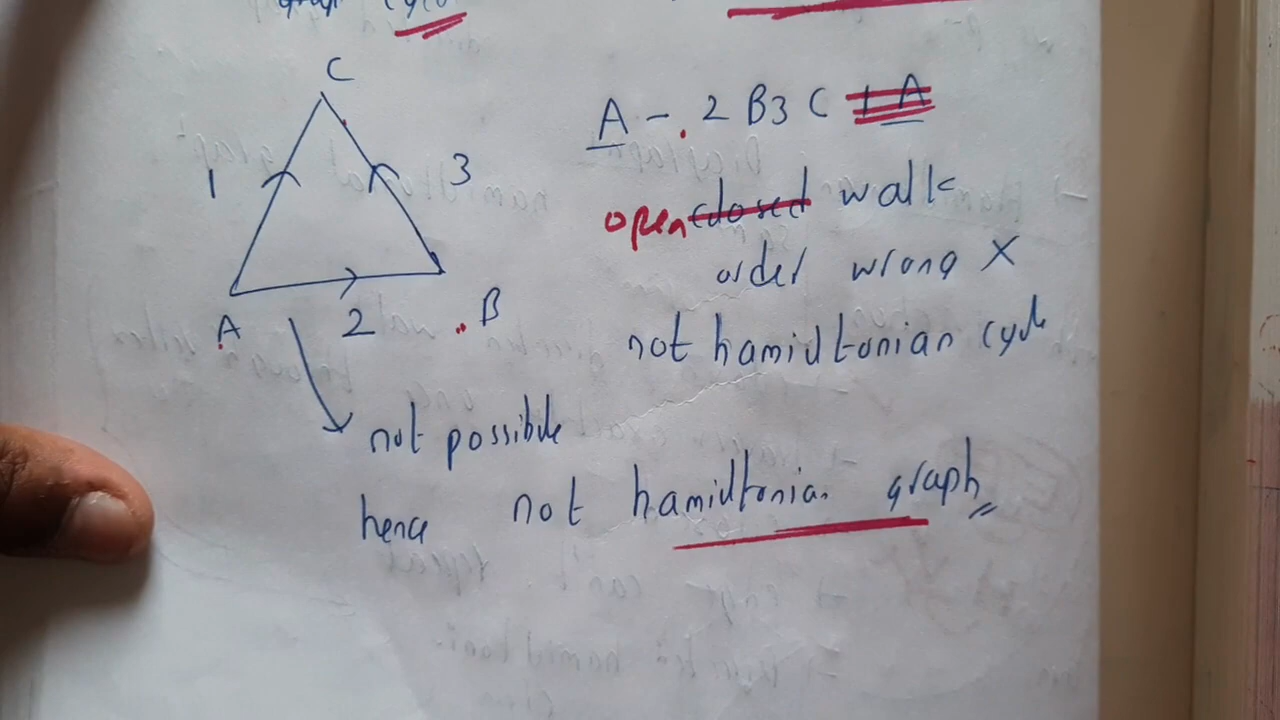 C
A - . 2 B 3 C 1 A
1
3
open closed walk
order wrong X
A
2
B
not hamiltonian cycle
not possible
hence not hamiltonian graph